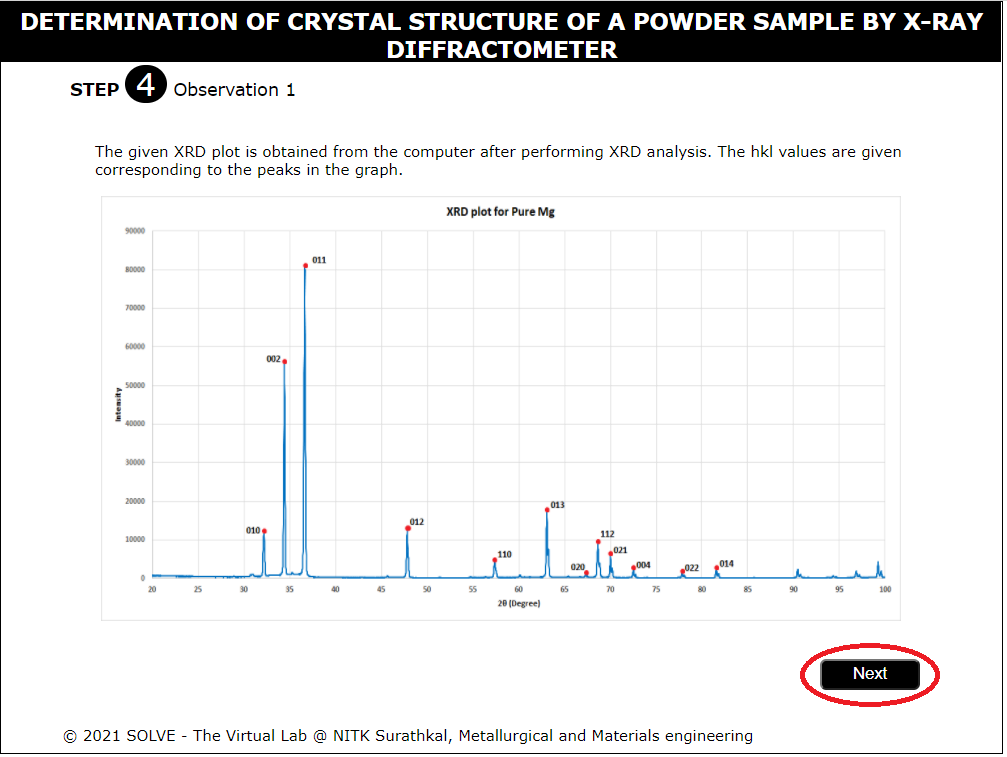 DETERMINATION OF CRYSTAL STRUCTURE OF A POWDER SAMPLE BY X-RAY
DIFFRACTOMETER
STEP 4 Observation 1
The given XRD plot is obtained from the computer after performing XRD analysis. The hkl values are given
corresponding to the peaks in the graph.
XRD plot for Pure Mg
90000
80000
70000
60000
50000
40000
30000
20000
10000
0
Intensity
011
002
010
012
110
013
020
112
021
004
022
014
20 25 30 35 40 45 50 55 60 65 70 75 80 85 90 95 100
2θ (Degree)
Next
© 2021 SOLVE - The Virtual Lab @ NITK Surathkal, Metallurgical and Materials engineering